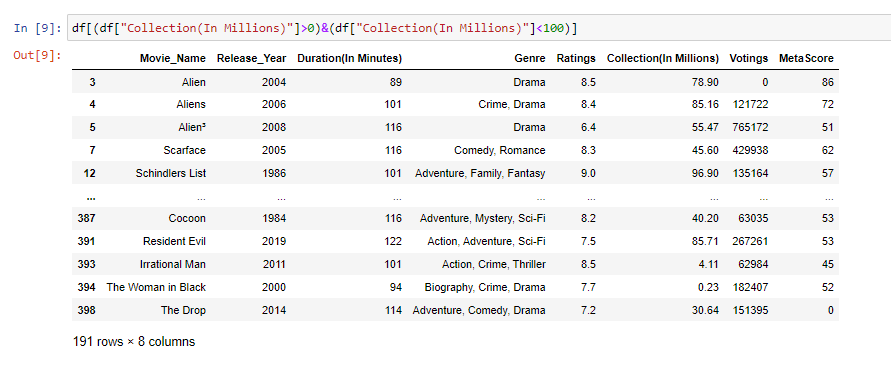 In [9]: df[(df["Collection(In Millions)"]>0)&(df["Collection(In Millions)"]<100)]
Out[9]:
Movie_Name Release_Year Duration(In Minutes) Genre Ratings Collection(In Millions) Votings MetaScore
3 Alien 2004 89 Drama 8.5 78.90 0 86
4 Aliens 2006 101 Crime, Drama 8.4 85.16 121722 72
5 Alien³ 2008 116 Drama 6.4 55.47 765172 51
7 Scarface 2005 116 Comedy, Romance 8.3 45.60 429938 62
12 Schindlers List 1986 101 Adventure, Family, Fantasy 9.0 96.90 135164 57
... ... ... ... ... ... ... ... ...
387 Cocoon 1984 116 Adventure, Mystery, Sci-Fi 8.2 40.20 63035 53
391 Resident Evil 2019 122 Action, Adventure, Sci-Fi 7.5 85.71 267261 53
393 Irrational Man 2011 101 Action, Crime, Thriller 8.5 4.11 62984 45
394 The Woman in Black 2000 94 Biography, Crime, Drama 7.7 0.23 182407 52
398 The Drop 2014 114 Adventure, Comedy, Drama 7.2 30.64 151395 0
191 rows × 8 columns